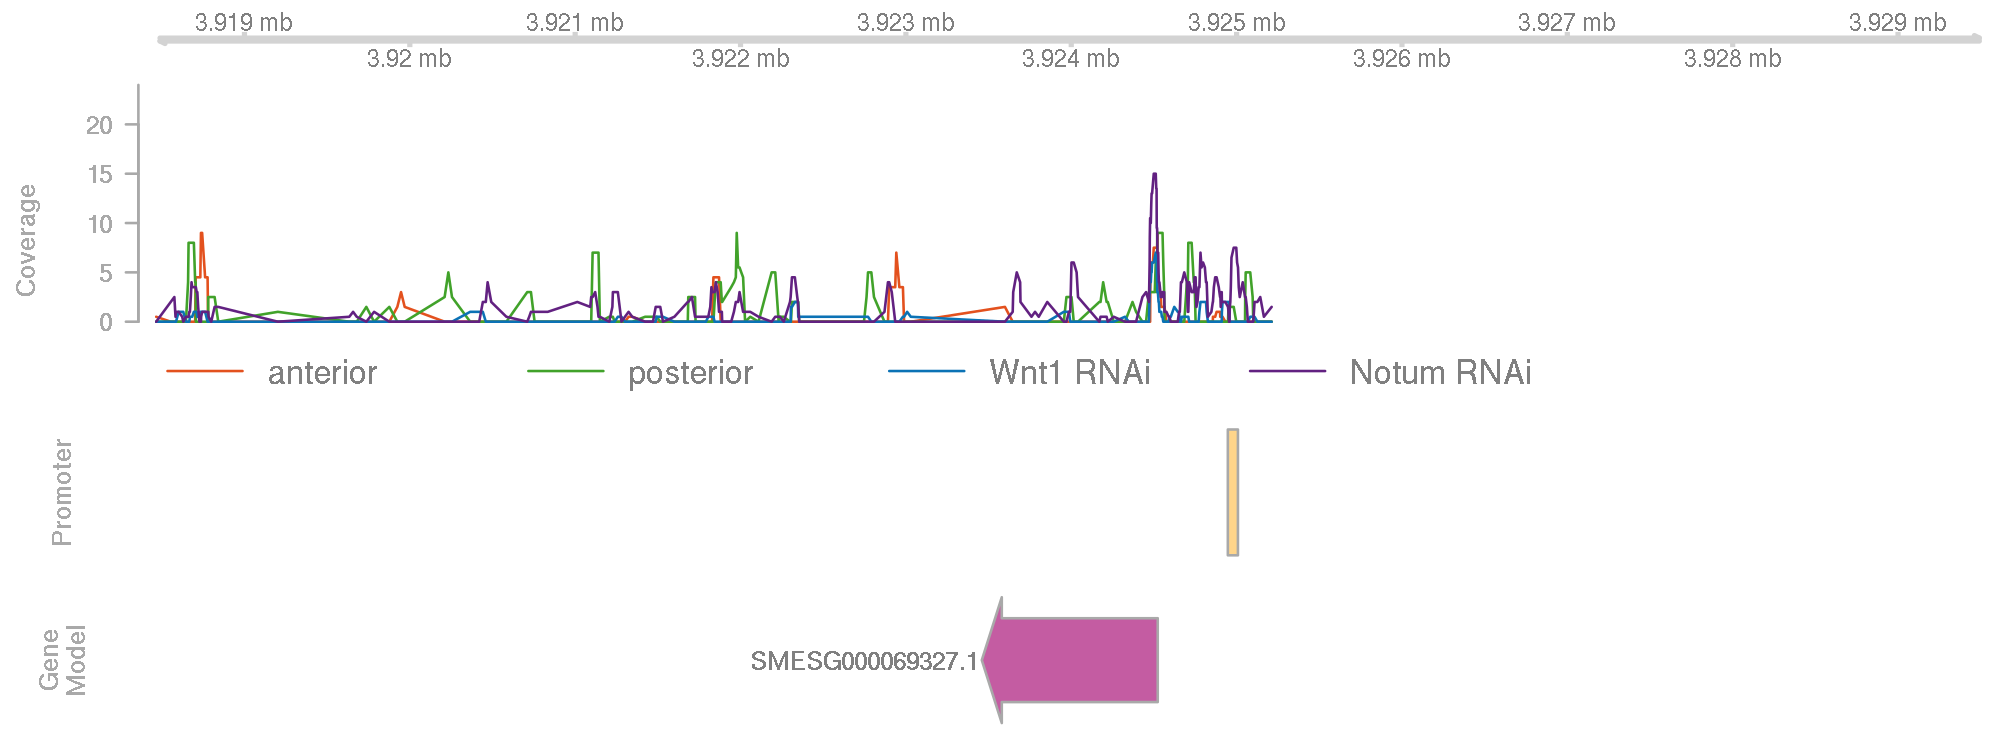 3.919 mb 3.921 mb 3.923 mb 3.925 mb 3.927 mb 3.929 mb
3.92 mb 3.922 mb 3.924 mb 3.926 mb 3.928 mb
Coverage
20
15
10
5
0
anterior posterior Wnt1 RNAi Notum RNAi
Promoter
Gene
Model
SMESG000069327.1